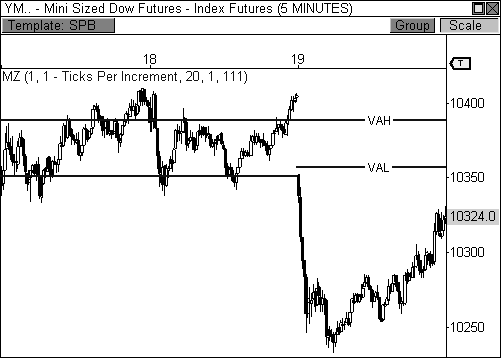 YM.. - Mini Sized Dow Futures - Index Futures (5 MINUTES)
Template: SPB Group Scale
18 19
T
MZ (1, 1 - Ticks Per Increment, 20, 1, 111)
10400
VAH
VAL
10350
10324.0
10300
10250